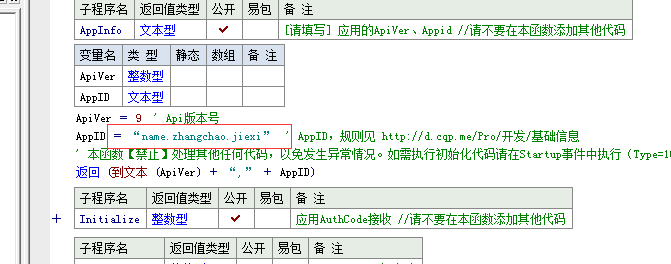 子程序名 返回值类型 公开 易包 备 注
AppInfo 文本型 ✓ [请填写] 应用的ApiVer、Appid //请不要在本函数添加其他代码
变量名 类 型 静态 数组 备 注
ApiVer 整数型
AppID 文本型
ApiVer = 9 ' Api版本号
AppID = “name.zhangchao.jiexi” ' AppID，规则见 http://d.cqp.me/Pro/开发/基础信息
' 本函数【禁止】处理其他任何代码，以免发生异常情况。如需执行初始化代码请在Startup事件中执行（Type=10
返回 (到文本 (ApiVer) + “,” + AppID)
子程序名 返回值类型 公开 易包 备 注
+ Initialize 整数型 ✓ 应用AuthCode接收 //请不要在本函数添加其他代码
子程序名 返回值类型 公开 易包 备 注